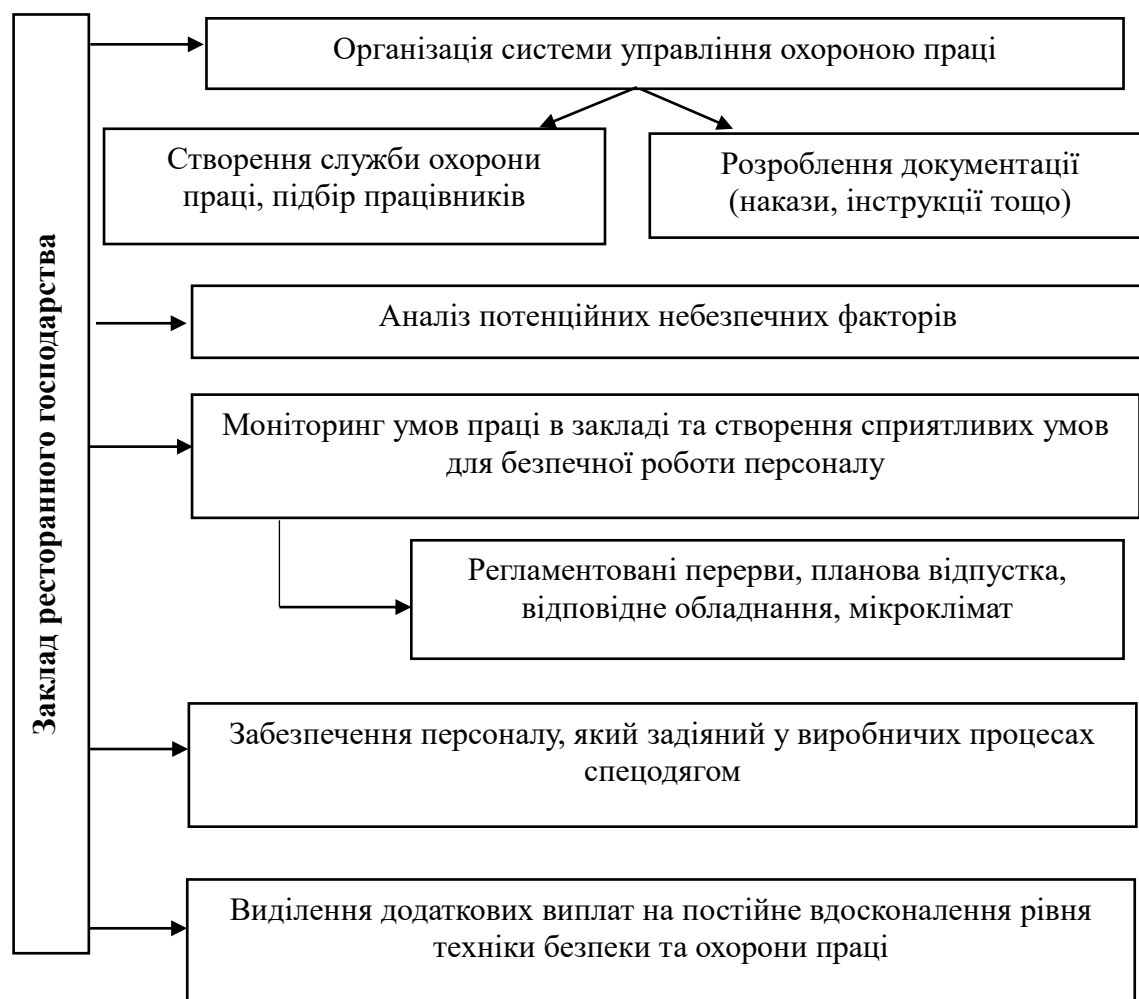 Заклад ресторанного господарства
Організація системи управління охороною праці
Створення служби охорони
праці, підбір працівників
Розроблення документації
(накази, інструкції тощо)
Аналіз потенційних небезпечних факторів
Моніторинг умов праці в закладі та створення сприятливих умов
для безпечної роботи персоналу
Регламентовані перерви, планова відпустка,
відповідне обладнання, мікроклімат
Забезпечення персоналу, який задіяний у виробничих процесах
спецодягом
Виділення додаткових виплат на постійне вдосконалення рівня
техніки безпеки та охорони праці